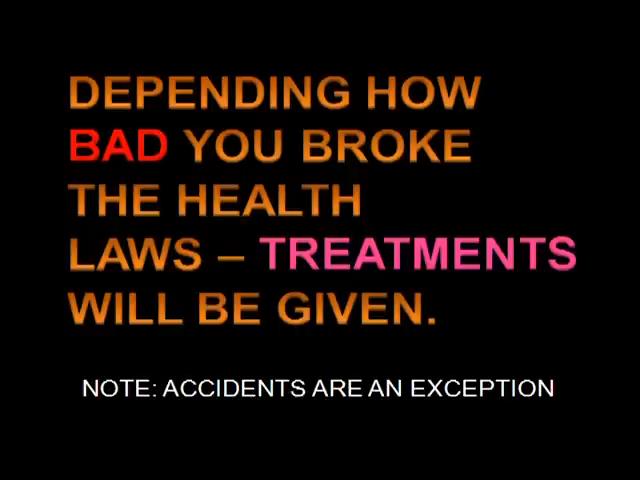 DEPENDING HOW
BAD YOU BROKE
THE HEALTH
LAWS – TREATMENTS
WILL BE GIVEN.
NOTE: ACCIDENTS ARE AN EXCEPTION